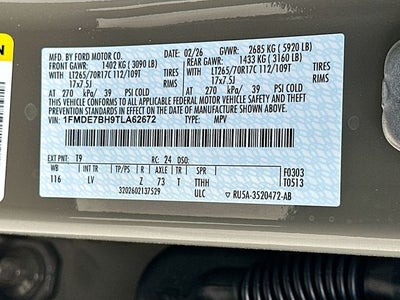 MFD. BY FORD MOTOR CO. 02/26 GVWR: 2685 KG ( 5920 LB)
FRONT GAWR: 1402 KG ( 3090 LB) REAR GAWR: 1433 KG ( 3160 LB)
LT265/70R17C 112/109T TIRES LT265/70R17C 112/109T TIRES
17x7.5J RIMS 17x7.5J RIMS
AT 270 KPA/ 39 PSI COLD AT 270 KPA/ 39 PSI COLD
THIS VEHICLE CONFORMS TO ALL APPLICABLE FEDERAL MOTOR
VEHICLE SAFETY AND BUMPER STANDARDS IN EFFECT ON THE DATE OF
MANUFACTURE SHOWN ABOVE.
VIN: 1FMDE7BH9TLA62672 TYPE: MPV
EXT PNT: T9 RC: 24 DSO:
WB INT TR TP/PS R AXLE TR SPR F0303
116 LV Z 73 T TTHH T0513
3202602137529 ULC RU5A-3520472-AB